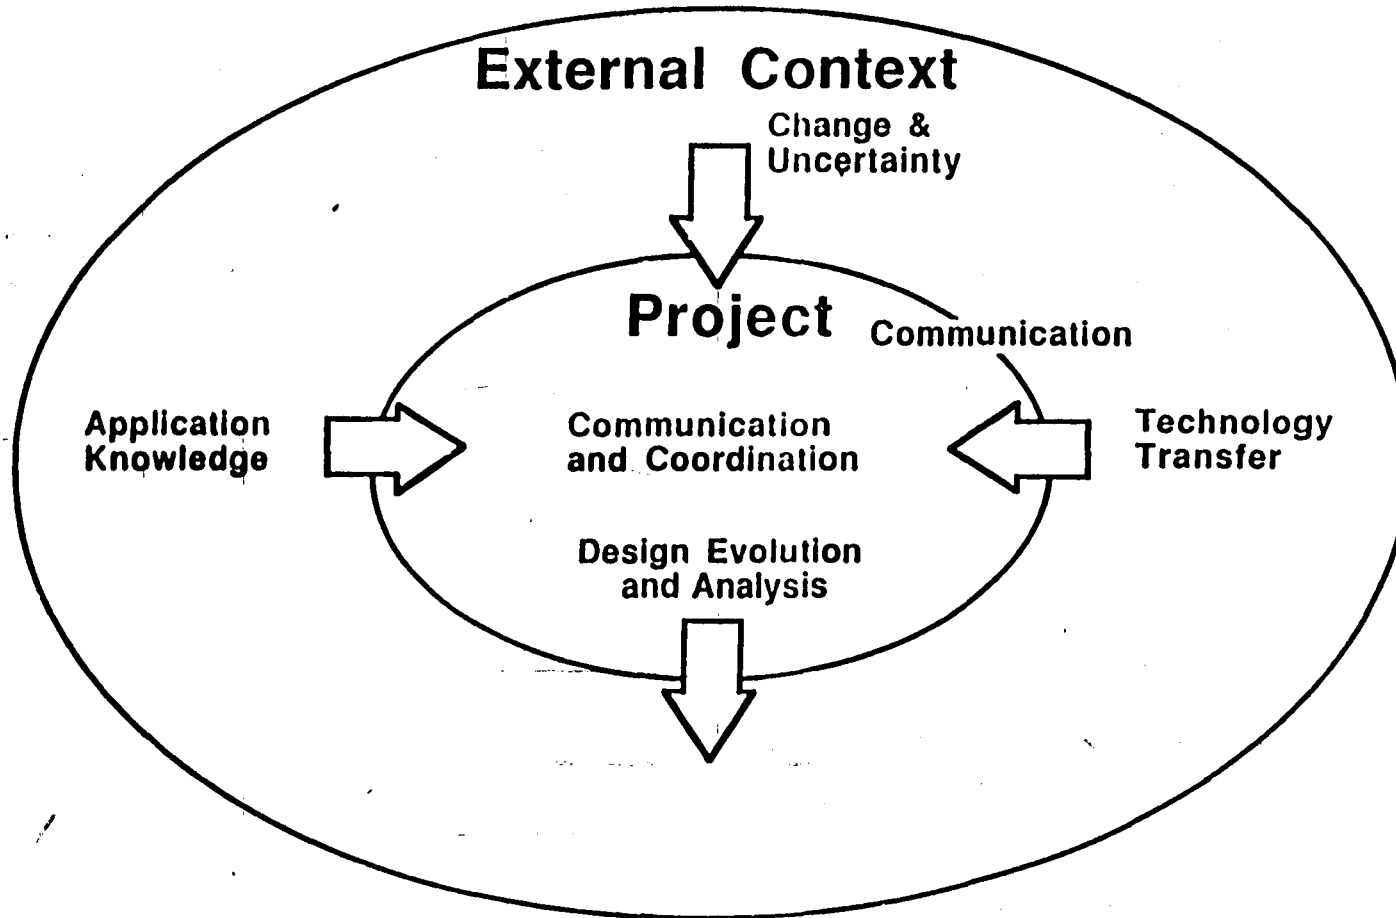 External Context
Change &
Uncertainty
Project
Communication
Application
Knowledge
Communication
and Coordination
Technology
Transfer
Design Evolution
and Analysis